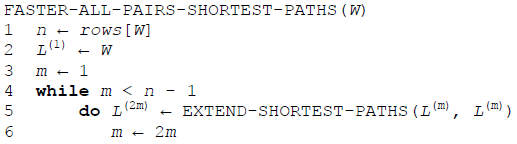 FASTER-ALL-PAIRS-SHORTEST-PATHS(W)
1 n ← rows[W]
2 L(1) ← W
3 m ← 1
4 while m < n - 1
5 do L(2m) ← EXTEND-SHORTEST-PATHS(L(m), L(m))
6 m ← 2m